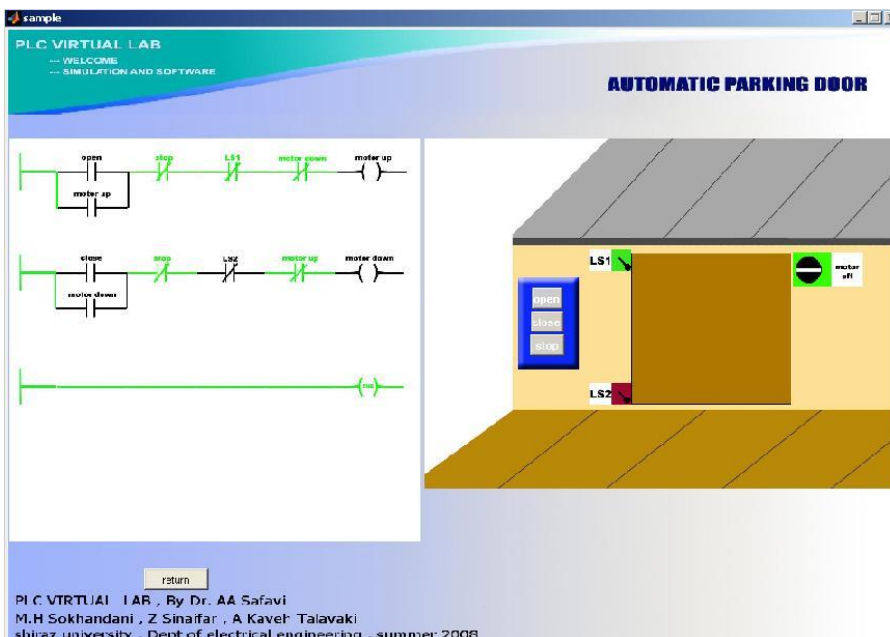 sample
PLC VIRTUAL LAB
--- WELCOME
--- SIMULATION AND SOFTWARE
AUTOMATIC PARKING DOOR
open stop LS1 motor down motor up
motor up
close stop LS2 motor up motor down
motor down
LS1
motor
off
open
close
stop
LS2
return
PLC VIRTUAL LAB , By Dr. AA Safavi
M.H Sokhandani , Z Sinaifar , A Kaveh Talavaki
shiraz university , Dept of electrical engineering , summer 2008